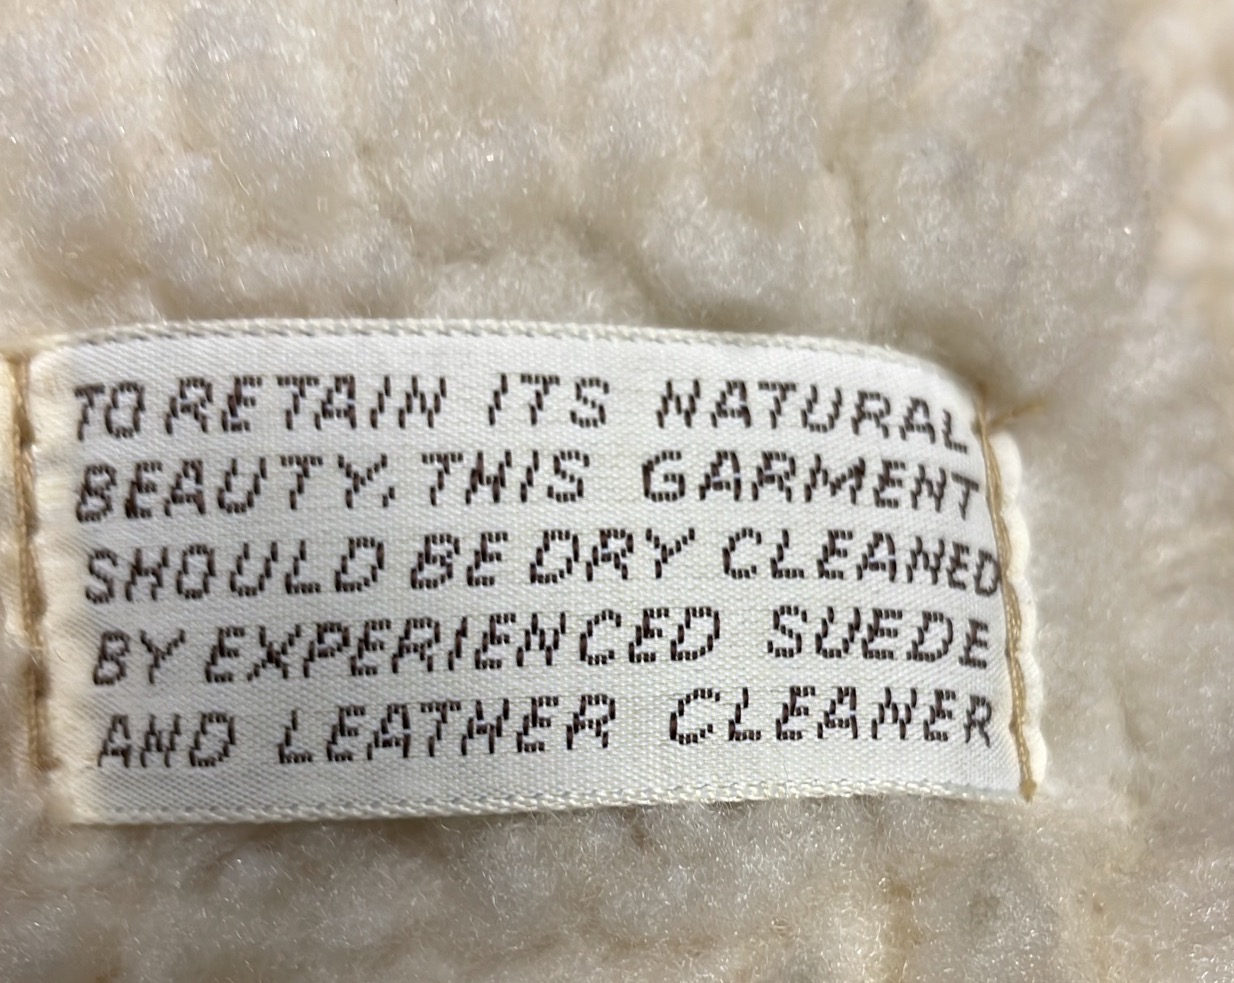 TO RETAIN ITS NATURAL
BEAUTY, THIS GARMENT
SHOULD BE DRY CLEANED
BY EXPERIENCED SUEDE
AND LEATHER CLEANER